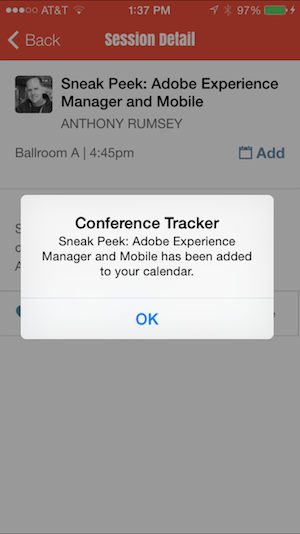 AT&T 1:37 PM 97%
Back Session Detail
Sneak Peek: Adobe Experience
Manager and Mobile
ANTHONY RUMSEY
Ballroom A | 4:45pm Add
Conference Tracker
Sneak Peek: Adobe Experience
Manager and Mobile has been added
to your calendar.
OK